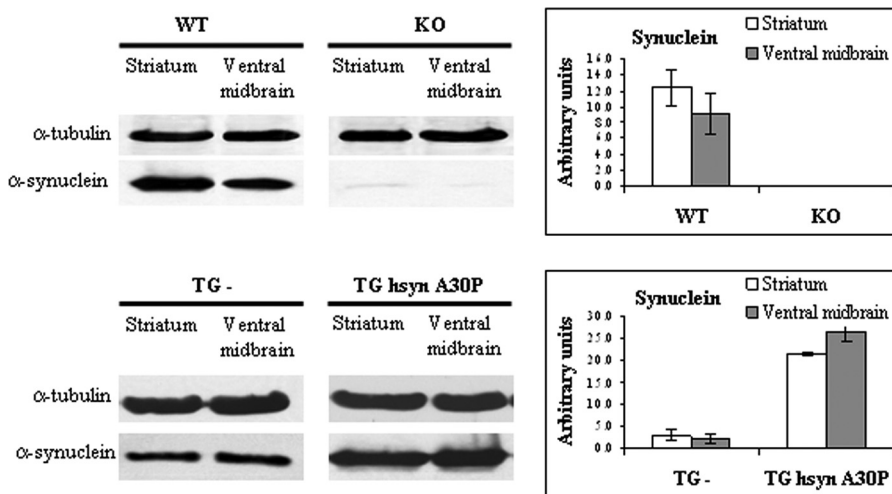 WT
KO
Striatum
Ventral
midbrain
Striatum
Ventral
midbrain
α-tubulin
α-synuclein
Striatum
Ventral midbrain
Synuclein
Arbitrary units
16.0
14.0
12.0
10.0
8.0
6.0
4.0
2.0
0.0
WT
KO
TG -
TG hsyn A30P
Striatum
Ventral
midbrain
Striatum
Ventral
midbrain
α-tubulin
α-synuclein
Striatum
Ventral midbrain
Synuclein
Arbitrary units
30.0
25.0
20.0
15.0
10.0
5.0
0.0
TG -
TG hsyn A30P